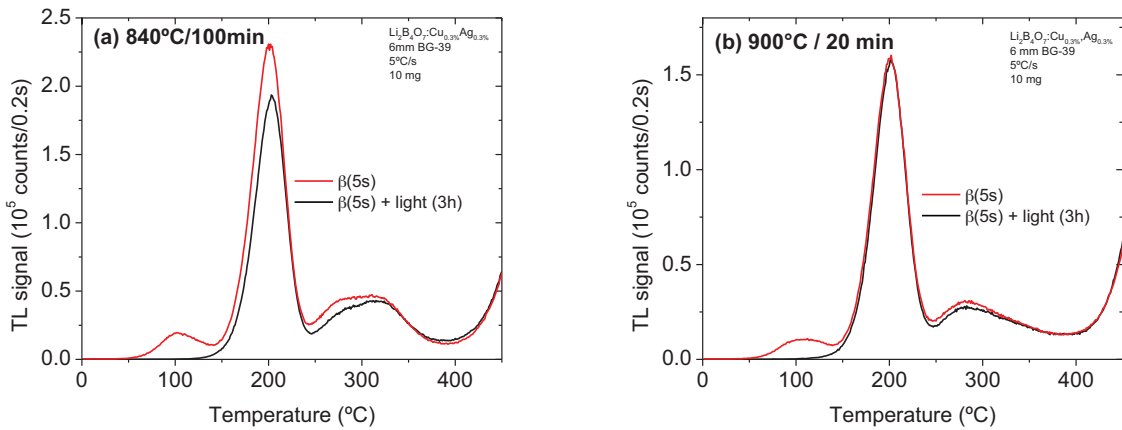 (a) 840ºC/100min
Li₂B₄O₇:Cu₀.₃%Ag₀.₃%
6mm BG-39
5ºC/s
10 mg
β(5s)
β(5s) + light (3h)
TL signal (10⁵ counts/0.2s)
2.5
2.0
1.5
1.0
0.5
0.0
0 100 200 300 400
Temperature (ºC)
(b) 900°C / 20 min
Li₂B₄O₇:Cu₀.₃%,Ag₀.₃%
6 mm BG-39
5ºC/s
10 mg
β(5s)
β(5s) + light (3h)
TL signal (10⁵ counts/0.2s)
1.5
1.0
0.5
0.0
0 100 200 300 400
Temperature (ºC)